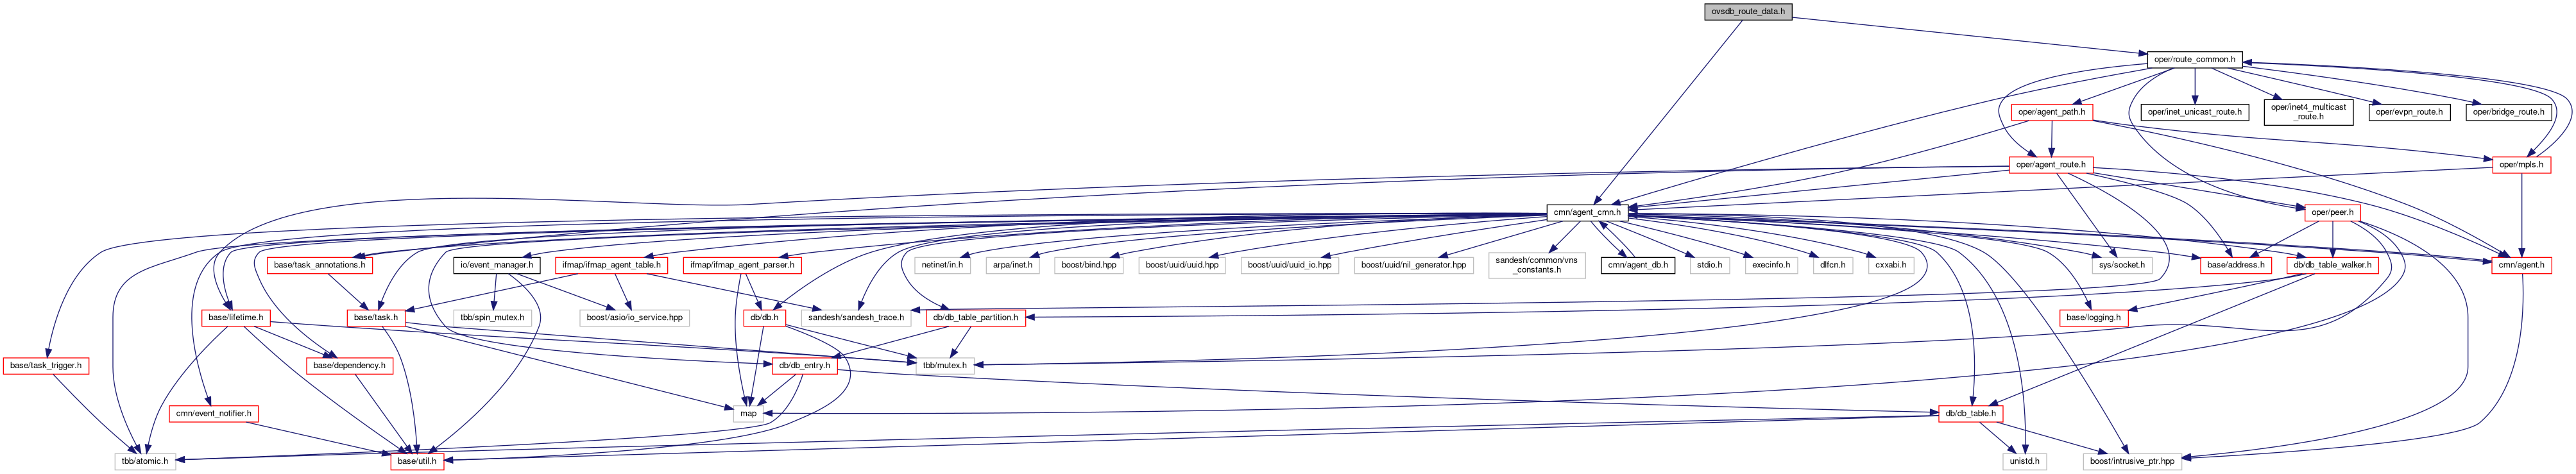 ovsdb_route_data.h
oper/route_common.h
oper/agent_path.h
oper/inet_unicast_route.h
oper/inet4_multicast
_route.h
oper/evpn_route.h
oper/bridge_route.h
oper/agent_route.h
oper/mpls.h
cmn/agent_cmn.h
oper/peer.h
base/task_annotations.h
io/event_manager.h
ifmap/ifmap_agent_table.h
ifmap/ifmap_agent_parser.h
netinet/in.h
arpa/inet.h
boost/bind.hpp
boost/uuid/uuid.hpp
boost/uuid/uuid_io.hpp
boost/uuid/nil_generator.hpp
sandesh/common/vns
_constants.h
cmn/agent_db.h
stdio.h
execinfo.h
dlfcn.h
cxxabi.h
sys/socket.h
base/address.h
db/db_table_walker.h
cmn/agent.h
base/lifetime.h
base/task.h
tbb/spin_mutex.h
boost/asio/io_service.hpp
db/db.h
sandesh/sandesh_trace.h
db/db_table_partition.h
base/logging.h
base/task_trigger.h
base/dependency.h
db/db_entry.h
tbb/mutex.h
cmn/event_notifier.h
map
db/db_table.h
tbb/atomic.h
base/util.h
unistd.h
boost/intrusive_ptr.hpp